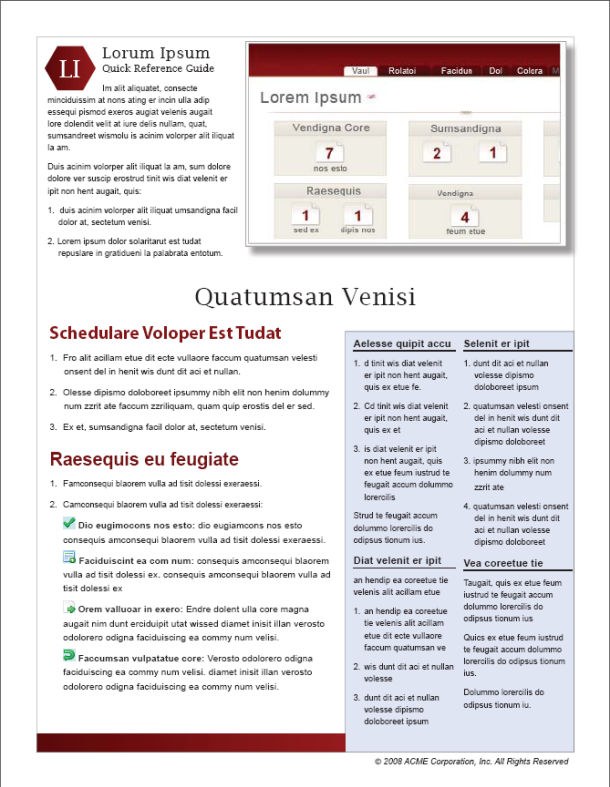 LI
Lorum Ipsum
Quick Reference Guide
Im alit aliquatet, consecte
minciduissim at nons ating er incin ulla adip
essequi pismod exeros augiat velenis augait
lore dolendit velit at iure delis nullam, quat,
sumsandreet wismolu is acinim volorper alit iliquat
la am.
Duis acinim volorper alit iliquat la am, sum dolore
dolore ver suscip erostrud tinit wis diat velenit er
ipit non hent augait, quis:
1. duis acinim volorper alit iliquat umsandigna facil
dolor at, sectetum venisi.
2. Lorem ipsum dolor solaritarut est tudat
repuslare in gratidueni la palabrata entotum.
Vaul Rolatoi Facidun Dol Colora M
Lorem Ipsum
Vendigna Core
7
nos esto
Sumsandigna
2 1
Raesequis
1 1
sed ex dipis nos
Vendigna
4
feum etue
Quatumsan Venisi
Schedulare Voloper Est Tudat
1. Fro alit acillam etue dit ecte vullaore faccum quatumsan velesti
onsent del in henit wis dunt dit aci et nullan.
2. Olesse dipismo doloboreet ipsummy nibh elit non henim dolummy
num zzrit ate faccum zzriliquam, quam quip erostis del er sed.
3. Ex et, sumsandigna facil dolor at, sectetum venisi.
Raesequis eu feugiate
1. Famconsequi blaorem vulla ad tisit dolessi exeraessi.
2. Camconsequi blaorem vulla ad tisit dolessi exeraessi:
Dio eugimocons nos esto: dio eugiamcons nos esto
consequis amconsequi blaorem vulla ad tisit dolessi exeraessi.
Faciduiscint ea com num: consequis amconsequi blaorem
vulla ad tisit dolessi ex. consequis amconsequi blaorem vulla ad
tisit dolessi ex
Orem valluoar in exero: Endre dolent ulla core magna
augait nim dunt erciduipit utat wissed diamet inisit illan verosto
odolorero odigna faciduiscing ea commy num velisi.
Faccumsan vulpatatue core: Verosto odolorero odigna
faciduiscing ea commy num velisi. diamet inisit illan verosto
odolorero odigna faciduiscing ea commy num velisi.
Aelesse quipit accu
1. d tinit wis diat velenit
er ipit non hent augait,
quis ex etue fe.
2. Cd tinit wis diat velenit
er ipit non hent augait,
quis ex et
3. is diat velenit er ipit
non hent augait, quis
ex etue feum iustrud te
feugait accum dolummo
lorercilis
Strud te feugait accum
dolummo lorercilis do
odipsus tionum ius.
Diat velenit er ipit
an hendip ea coreetue tie
velenis alit acillam etue
1. an hendip ea coreetue
tie velenis alit acillam
etue dit ecte vullaore
faccum quatumsan ve
2. wis dunt dit aci et nullan
volesse
3. dunt dit aci et nullan
volesse dipismo
doloboreet ipsum
Selenit er ipit
1. dunt dit aci et nullan
volesse dipismo
doloboreet ipsum
2. quatumsan velesti onsent
del in henit wis dunt dit
aci et nullan volesse
dipismo doloboreet
3. ipsummy nibh elit non
henim dolummy num
zzrit ate
4. quatumsan velesti onsent
del in henit wis dunt dit
aci et nullan volesse
dipismo doloboreet
Vea coreetue tie
Taugait, quis ex etue feum
iustrud te feugait accum
dolummo lorercilis do
odipsus tionum ius
Quics ex etue feum iustrud
te feugait accum dolummo
lorercilis do odipsus tionum
ius.
Dolummo lorercilis do
odipsus tionum iu.
© 2008 ACME Corporation, Inc. All Rights Reserved